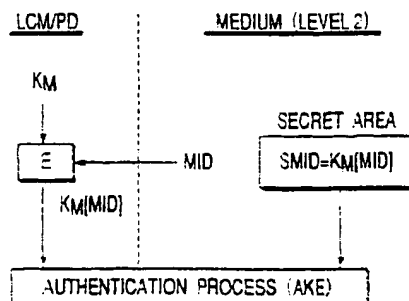 LCM/PD
MEDIUM (LEVEL 2)
KM
SECRET AREA
E
MID
SMID=KM[MID]
KM[MID]
AUTHENTICATION PROCESS (AKE)